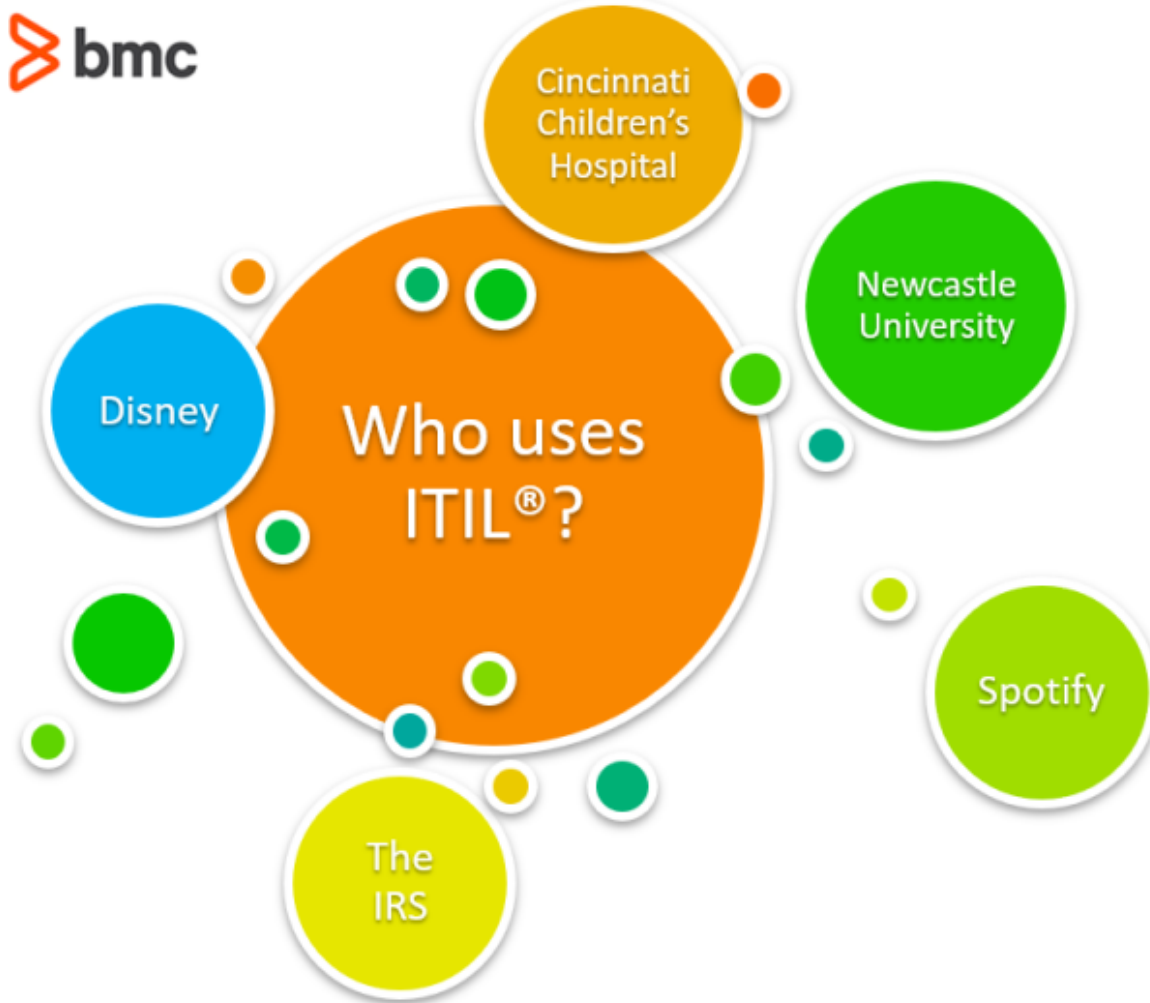 bmc
Cincinnati
Children’s
Hospital
Newcastle
University
Disney
Who uses
ITIL®?
Spotify
The
IRS